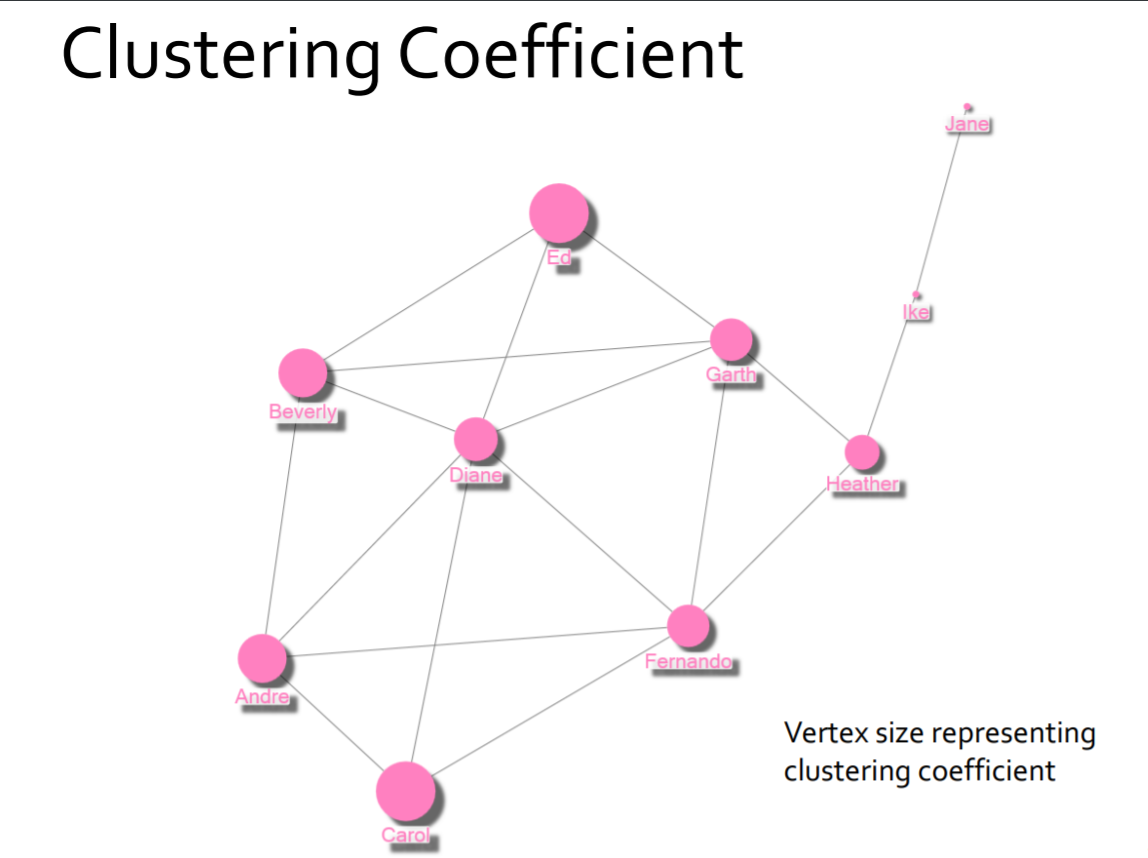 Clustering Coefficient
Jane
Ed
Ike
Garth
Beverly
Diane
Heather
Fernando
Andre
Vertex size representing
clustering coefficient
Carol